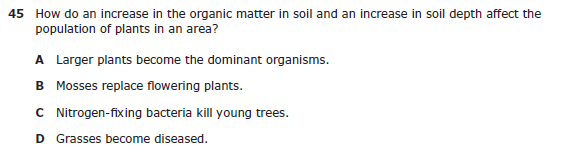 45 How do an increase in the organic matter in soil and an increase in soil depth affect the
population of plants in an area?
A Larger plants become the dominant organisms.
B Mosses replace flowering plants.
C Nitrogen-fixing bacteria kill young trees.
D Grasses become diseased.